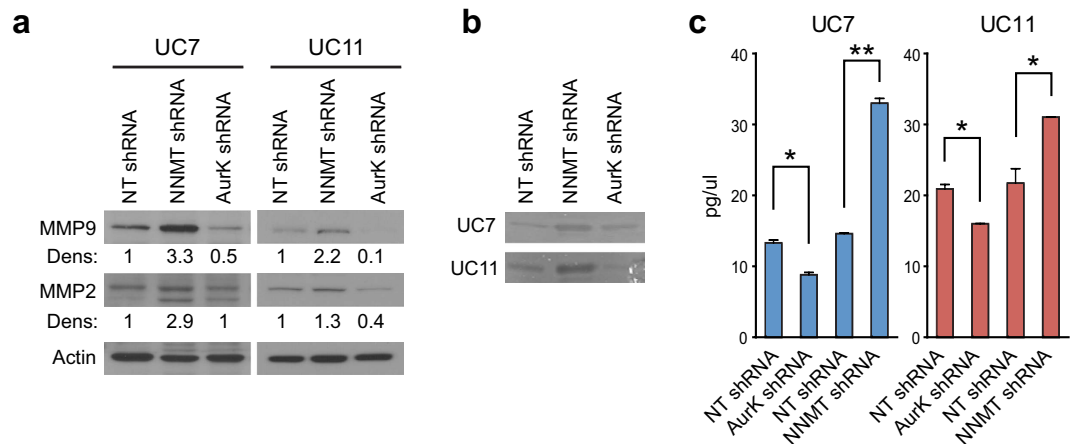 a
UC7 UC11
NT shRNA
NNMT shRNA
AurK shRNA
NT shRNA
NNMT shRNA
AurK shRNA
MMP9
Dens: 1 3.3 0.5 1 2.2 0.1
MMP2
Dens: 1 2.9 1 1 1.3 0.4
Actin
b
NT shRNA
NNMT shRNA
AurK shRNA
UC7
UC11
c
UC7
pg/ul
40
30
20
10
0
*
**
NT shRNA
AurK shRNA
NT shRNA
NNMT shRNA
UC11
40
30
20
10
0
*
*
NT shRNA
AurK shRNA
NT shRNA
NNMT shRNA